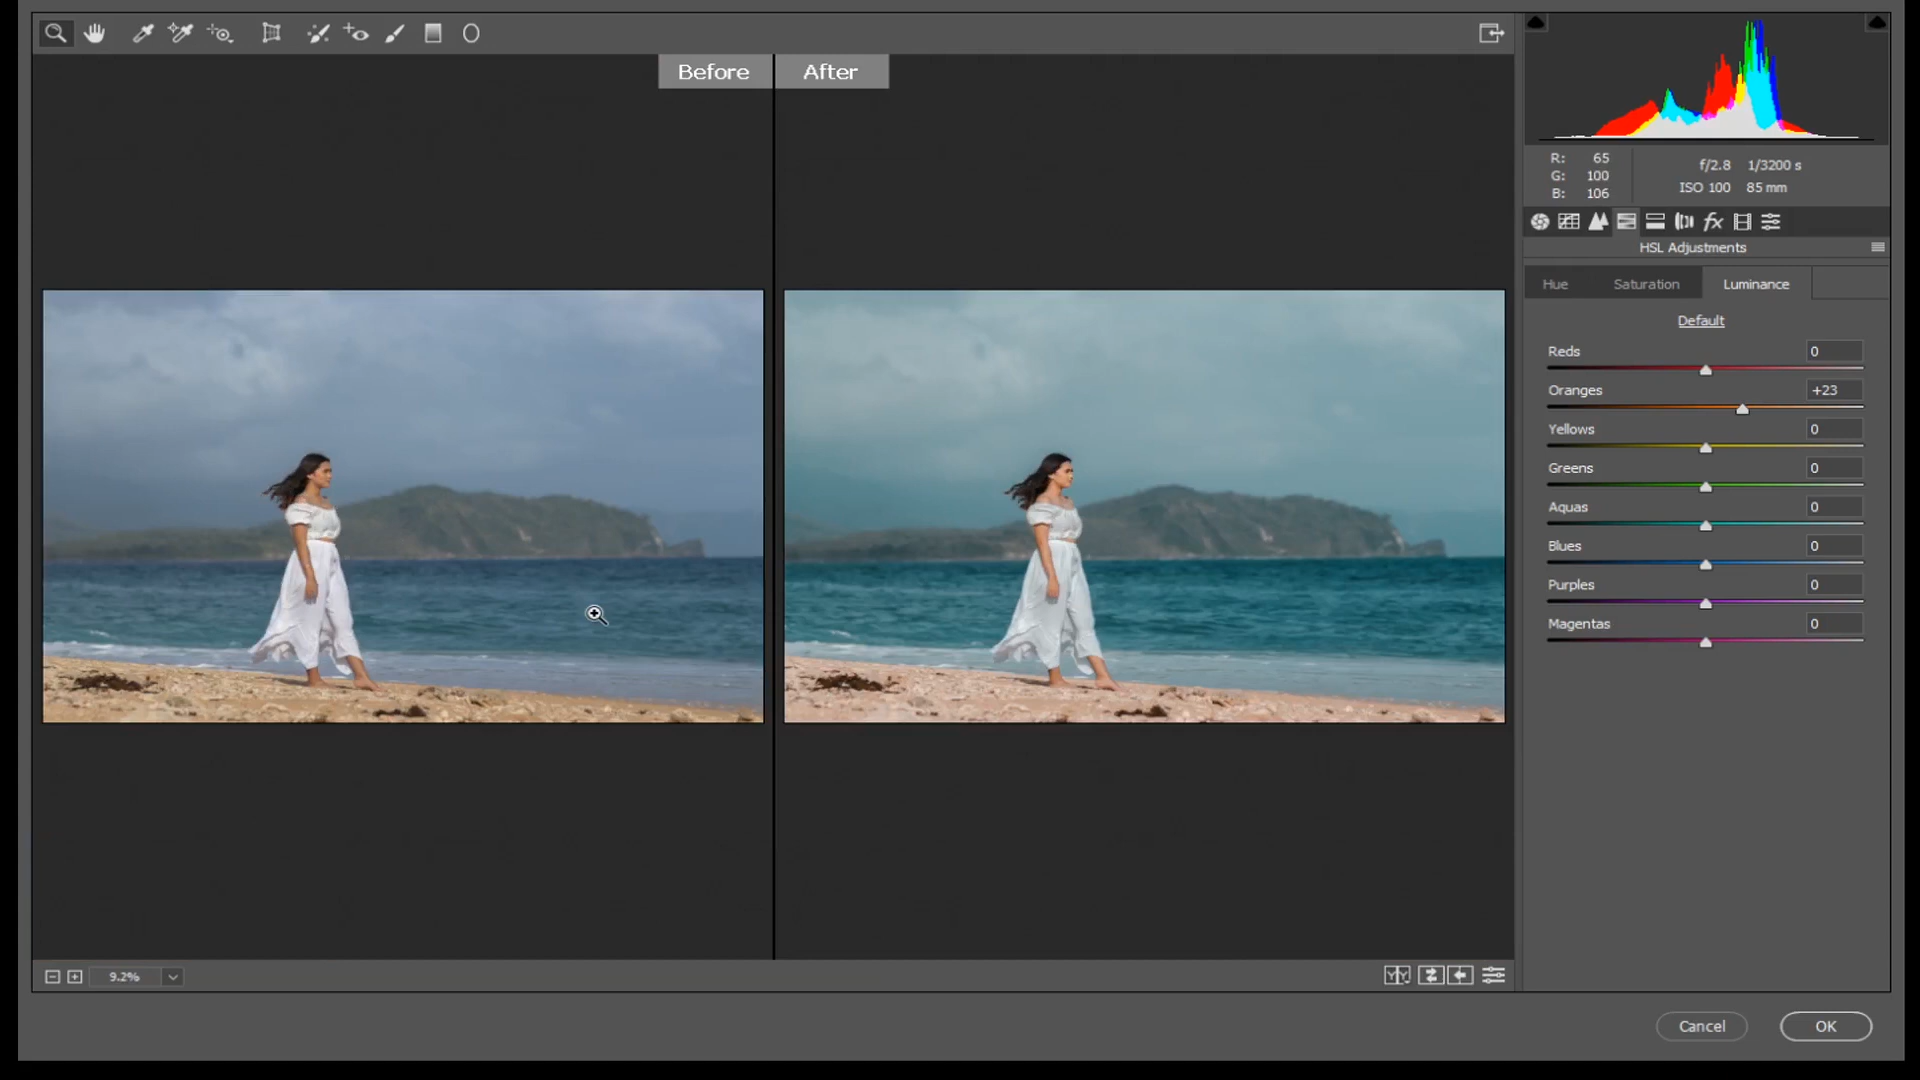 Before After
R: 65
G: 100
B: 106
f/2.8 1/3200 s
ISO 100 85 mm
fx
HSL Adjustments
Hue Saturation Luminance
Default
Reds 0
Oranges +23
Yellows 0
Greens 0
Aquas 0
Blues 0
Purples 0
Magentas 0
9.2%
Y Y
Cancel OK